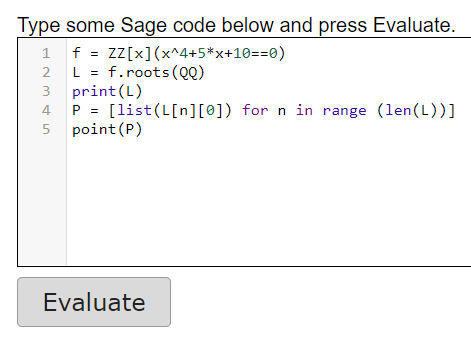 Type some Sage code below and press Evaluate.
1 f = ZZ[x](x^4+5*x+10==0)
2 L = f.roots(QQ)
3 print(L)
4 P = [list(L[n][0]) for n in range (len(L))]
5 point(P)
Evaluate